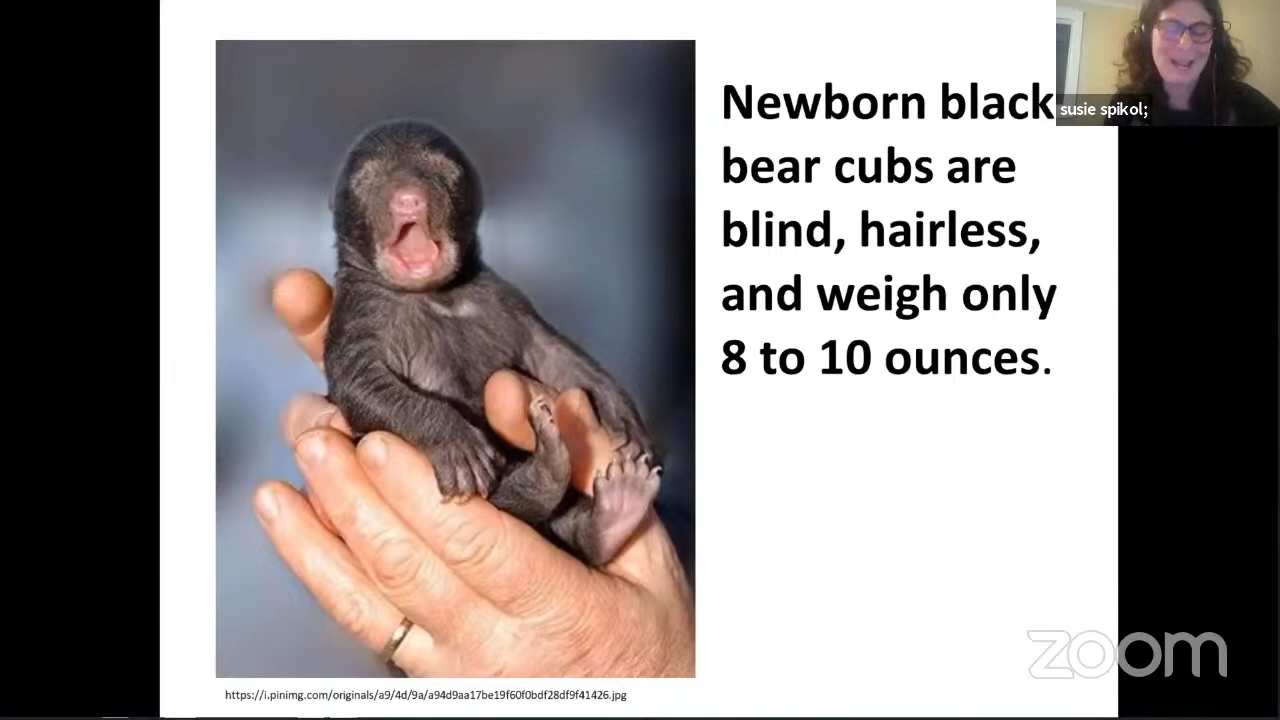 Newborn black
bear cubs are
blind, hairless,
and weigh only
8 to 10 ounces.
susie spikol;
https://i.pinimg.com/originals/a9/4d/9a/a94d9aa17be19f60f0bdf28df9f41426.jpg
zoom